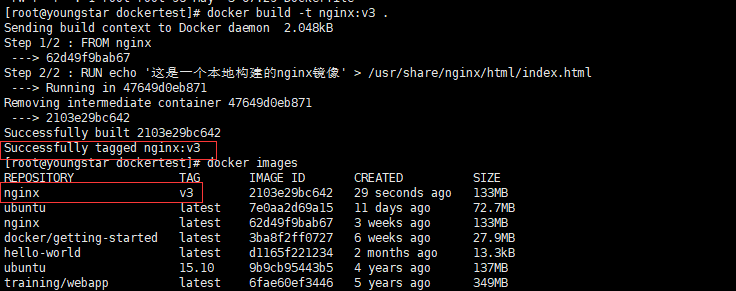 [root@youngstar dockertest]# docker build -t nginx:v3 .
Sending build context to Docker daemon  2.048kB
Step 1/2 : FROM nginx
 ---> 62d49f9bab67
Step 2/2 : RUN echo '这是一个本地构建的nginx镜像' > /usr/share/nginx/html/index.html
 ---> Running in 47649d0eb871
Removing intermediate container 47649d0eb871
 ---> 2103e29bc642
Successfully built 2103e29bc642
Successfully tagged nginx:v3
[root@youngstar dockertest]# docker images
REPOSITORY TAG IMAGE ID CREATED SIZE
nginx v3 2103e29bc642 29 seconds ago 133MB
ubuntu latest 7e0aa2d69a15 11 days ago 72.7MB
nginx latest 62d49f9bab67 3 weeks ago 133MB
docker/getting-started latest 3ba8f2ff0727 6 weeks ago 27.9MB
hello-world latest d1165f221234 2 months ago 13.3kB
ubuntu 15.10 9b9cb95443b5 4 years ago 137MB
training/webapp latest 6fae60ef3446 5 years ago 349MB